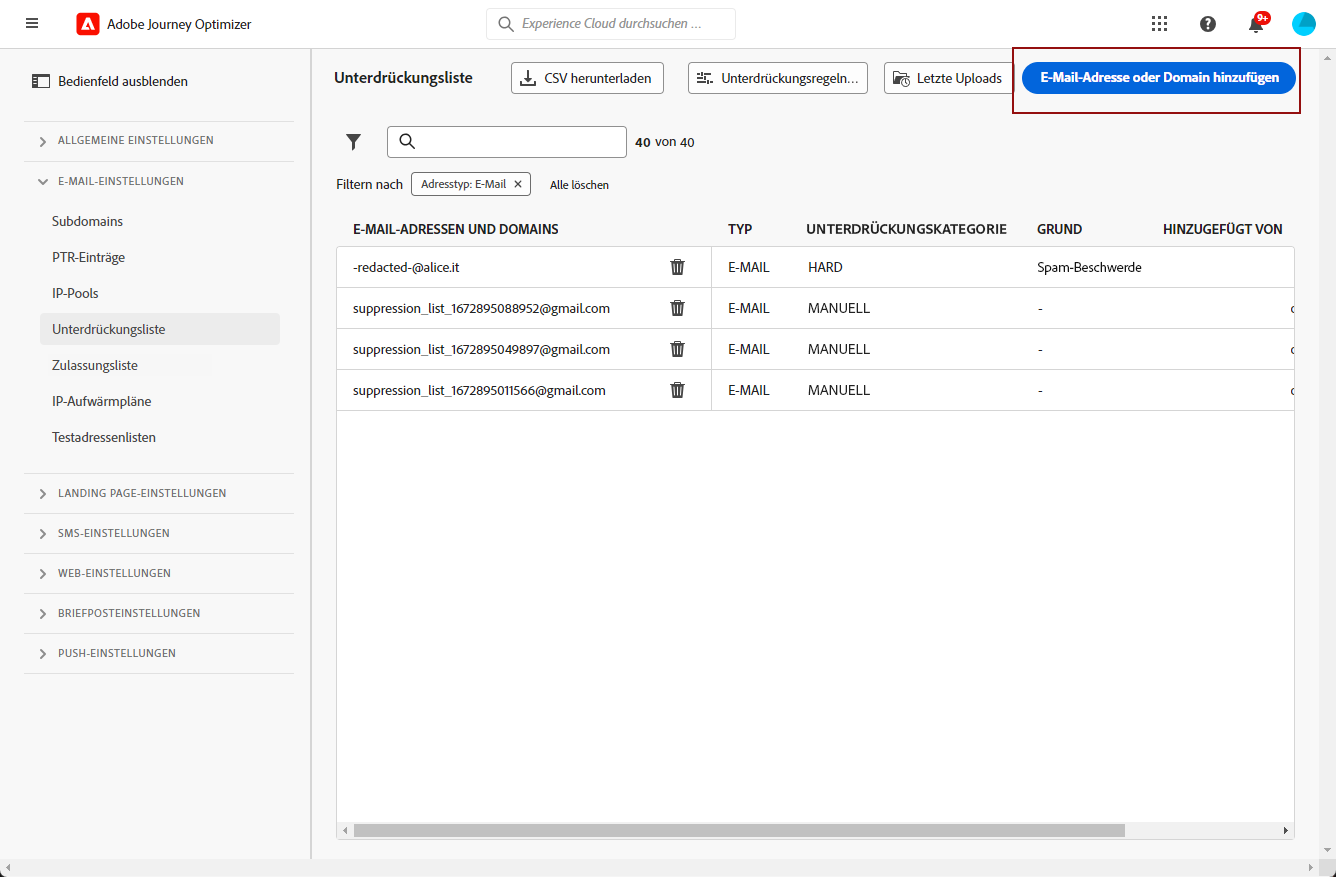 Adobe Journey Optimizer
Experience Cloud durchsuchen ...
9+
Bedienfeld ausblenden
ALLGEMEINE EINSTELLUNGEN
E-MAIL-EINSTELLUNGEN
Subdomains
PTR-Einträge
IP-Pools
Unterdrückungsliste
Zulassungsliste
IP-Aufwärmpläne
Testadressenlisten
LANDING PAGE-EINSTELLUNGEN
SMS-EINSTELLUNGEN
WEB-EINSTELLUNGEN
BRIEFPOSTEINSTELLUNGEN
PUSH-EINSTELLUNGEN
Unterdrückungsliste
CSV herunterladen
Unterdrückungsregeln...
Letzte Uploads
E-Mail-Adresse oder Domain hinzufügen
40 von 40
Filtern nach
Adresstyp: E-Mail
Alle löschen
E-MAIL-ADRESSEN UND DOMAINS TYP UNTERDRÜCKUNGSKATEGORIE GRUND HINZUGEFÜGT VON
-redacted-@alice.it E-MAIL HARD Spam-Beschwerde
suppression_list_1672895088952@gmail.com E-MAIL MANUELL -
suppression_list_1672895049897@gmail.com E-MAIL MANUELL -
suppression_list_1672895011566@gmail.com E-MAIL MANUELL -